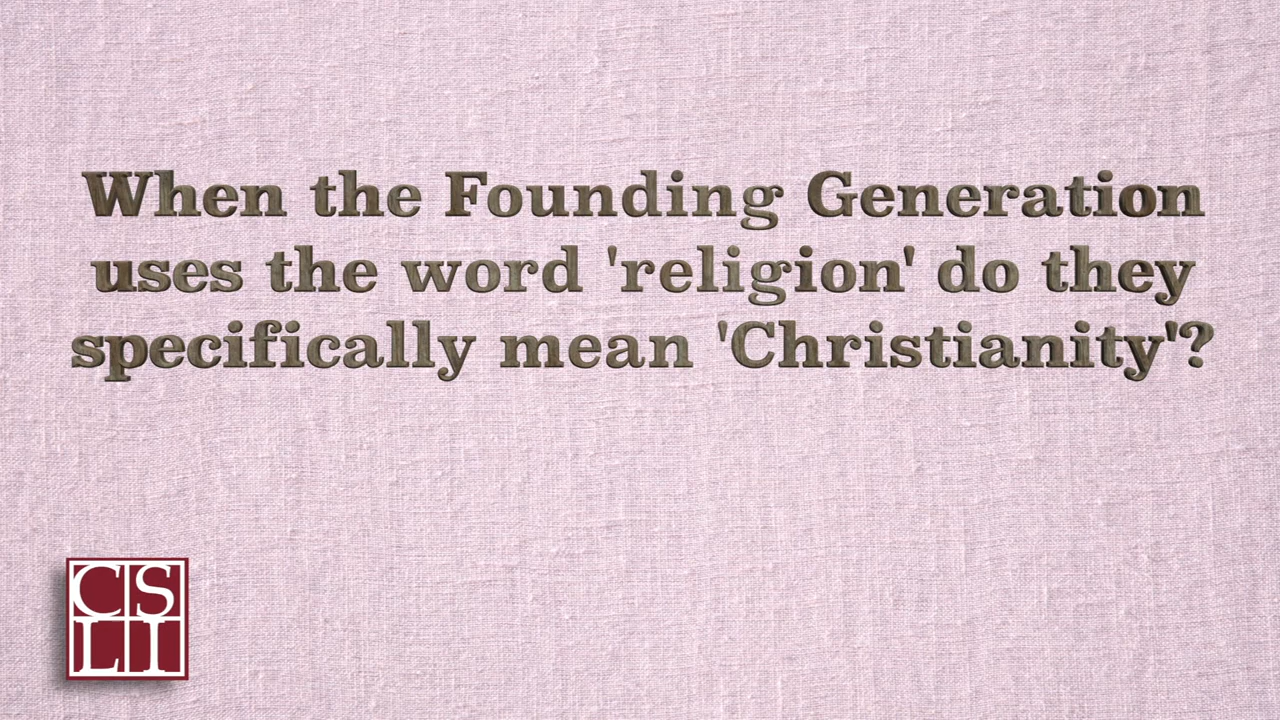 When the Founding Generation
uses the word 'religion' do they
specifically mean 'Christianity'?
CS
LI